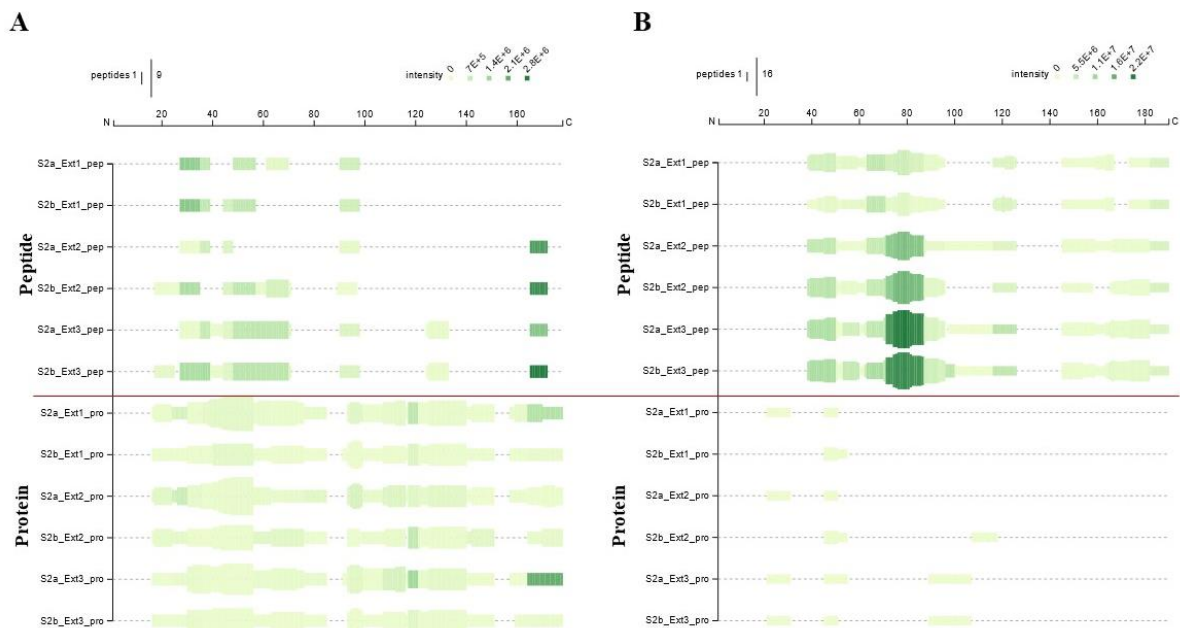 A
peptides 1 9
intensity 0 7E+5 1.4E+6 2.1E+6 2.8E+6
N 20 40 60 80 100 120 140 160 C
Peptide
S2a_Ext1_pep
S2b_Ext1_pep
S2a_Ext2_pep
S2b_Ext2_pep
S2a_Ext3_pep
S2b_Ext3_pep
Protein
S2a_Ext1_pro
S2b_Ext1_pro
S2a_Ext2_pro
S2b_Ext2_pro
S2a_Ext3_pro
S2b_Ext3_pro
B
peptides 1 16
intensity 0 5.5E+6 1.1E+7 1.6E+7 2.2E+7
N 20 40 60 80 100 120 140 160 C
Peptide
S2a_Ext1_pep
S2b_Ext1_pep
S2a_Ext2_pep
S2b_Ext2_pep
S2a_Ext3_pep
S2b_Ext3_pep
Protein
S2a_Ext1_pro
S2b_Ext1_pro
S2a_Ext2_pro
S2b_Ext2_pro
S2a_Ext3_pro
S2b_Ext3_pro